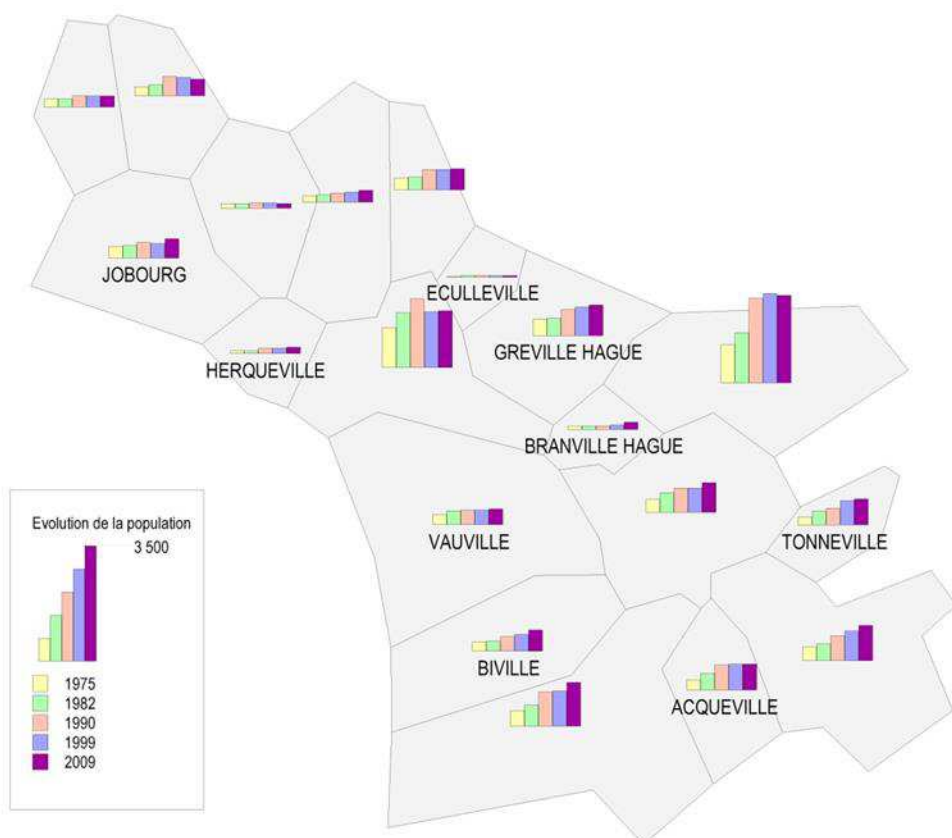 JOBOURG
ECULLEVILLE
GREVILLE HAGUE
HERQUEVILLE
BRANVILLE HAGUE
VAUVILLE
TONNEVILLE
BIVILLE
ACQUEVILLE
Evolution de la population
3 500
1975
1982
1990
1999
2009